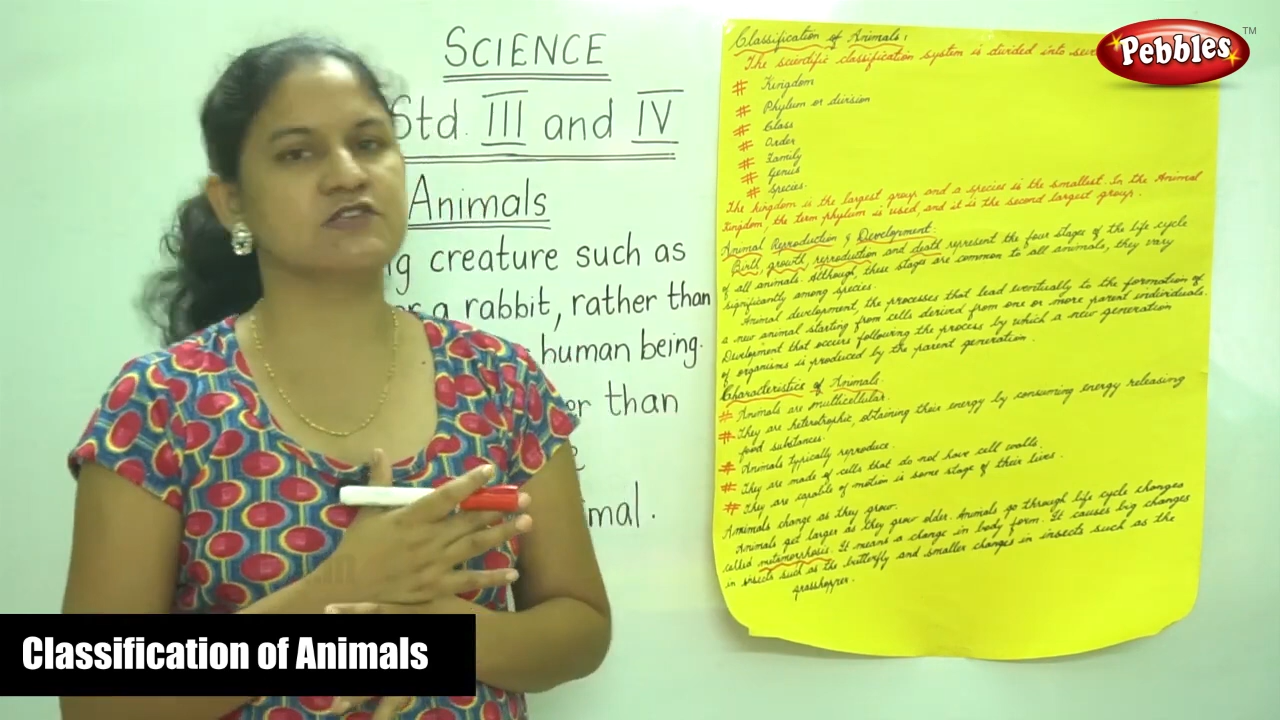 SCIENCE
Std. III and IV
Animals
g creature such as
or a rabbit, rather than
human being.
or than
mal.
Classification of Animals:
The scientific classification system is divided into
# Kingdom
# Phylum or division
# Class
# Order
# Family
# Genus
# Species.
The kingdom is the largest group and a species is the smallest. In the Animal
Kingdom, the term phylum is used, and it is the second largest group.
Animal Reproduction & Development:
Birth, growth, reproduction and death represent the four stages of the life cycle
of all animals. Although, these stages are common to all animals, they vary
significantly among species.
Animal development, the processes that lead eventually to the formation of
a new animal starting from cells derived from one or more parent individuals.
Development that occurs following the process by which a new generation
of organisms is produced by the parent generation.
Characteristics of Animals.
# Animals are multicellular.
# They are heterotrophic, obtaining their energy by consuming energy releasing
food substances.
# Animals typically reproduce.
# They are made of cells that do not have cell walls.
# They are capable of motion is some stage of their lives.
Animals change as they grow.
Animals get larger as they grow older. Animals go through life cycle changes
called metamorphosis. It means a change in body form. It causes big changes
in insects such as the butterfly and smaller changes in insects such as the
grasshopper.
Pebbles
TM
Classification of Animals